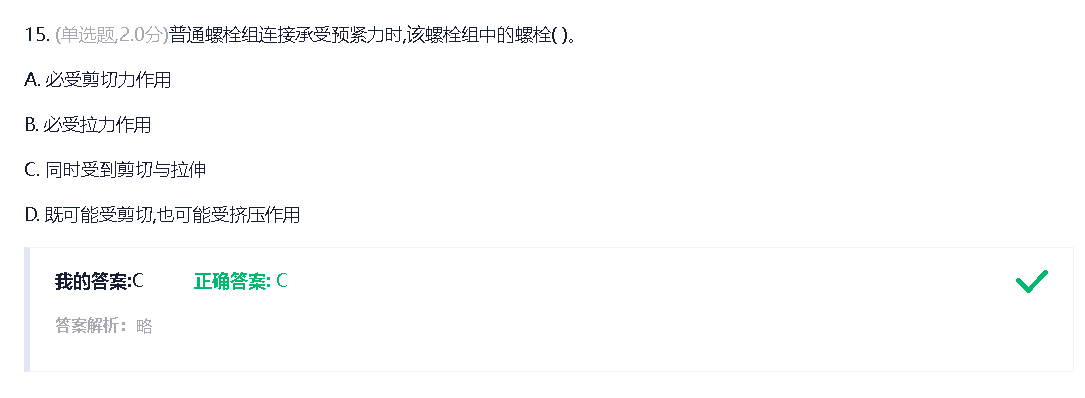 15. (单选题,2.0分)普通螺栓组连接承受预紧力时,该螺栓组中的螺栓( )。
A. 必受剪切力作用
B. 必受拉力作用
C. 同时受到剪切与拉伸
D. 既可能受剪切,也可能受挤压作用
我的答案:C 正确答案: C
答案解析：略